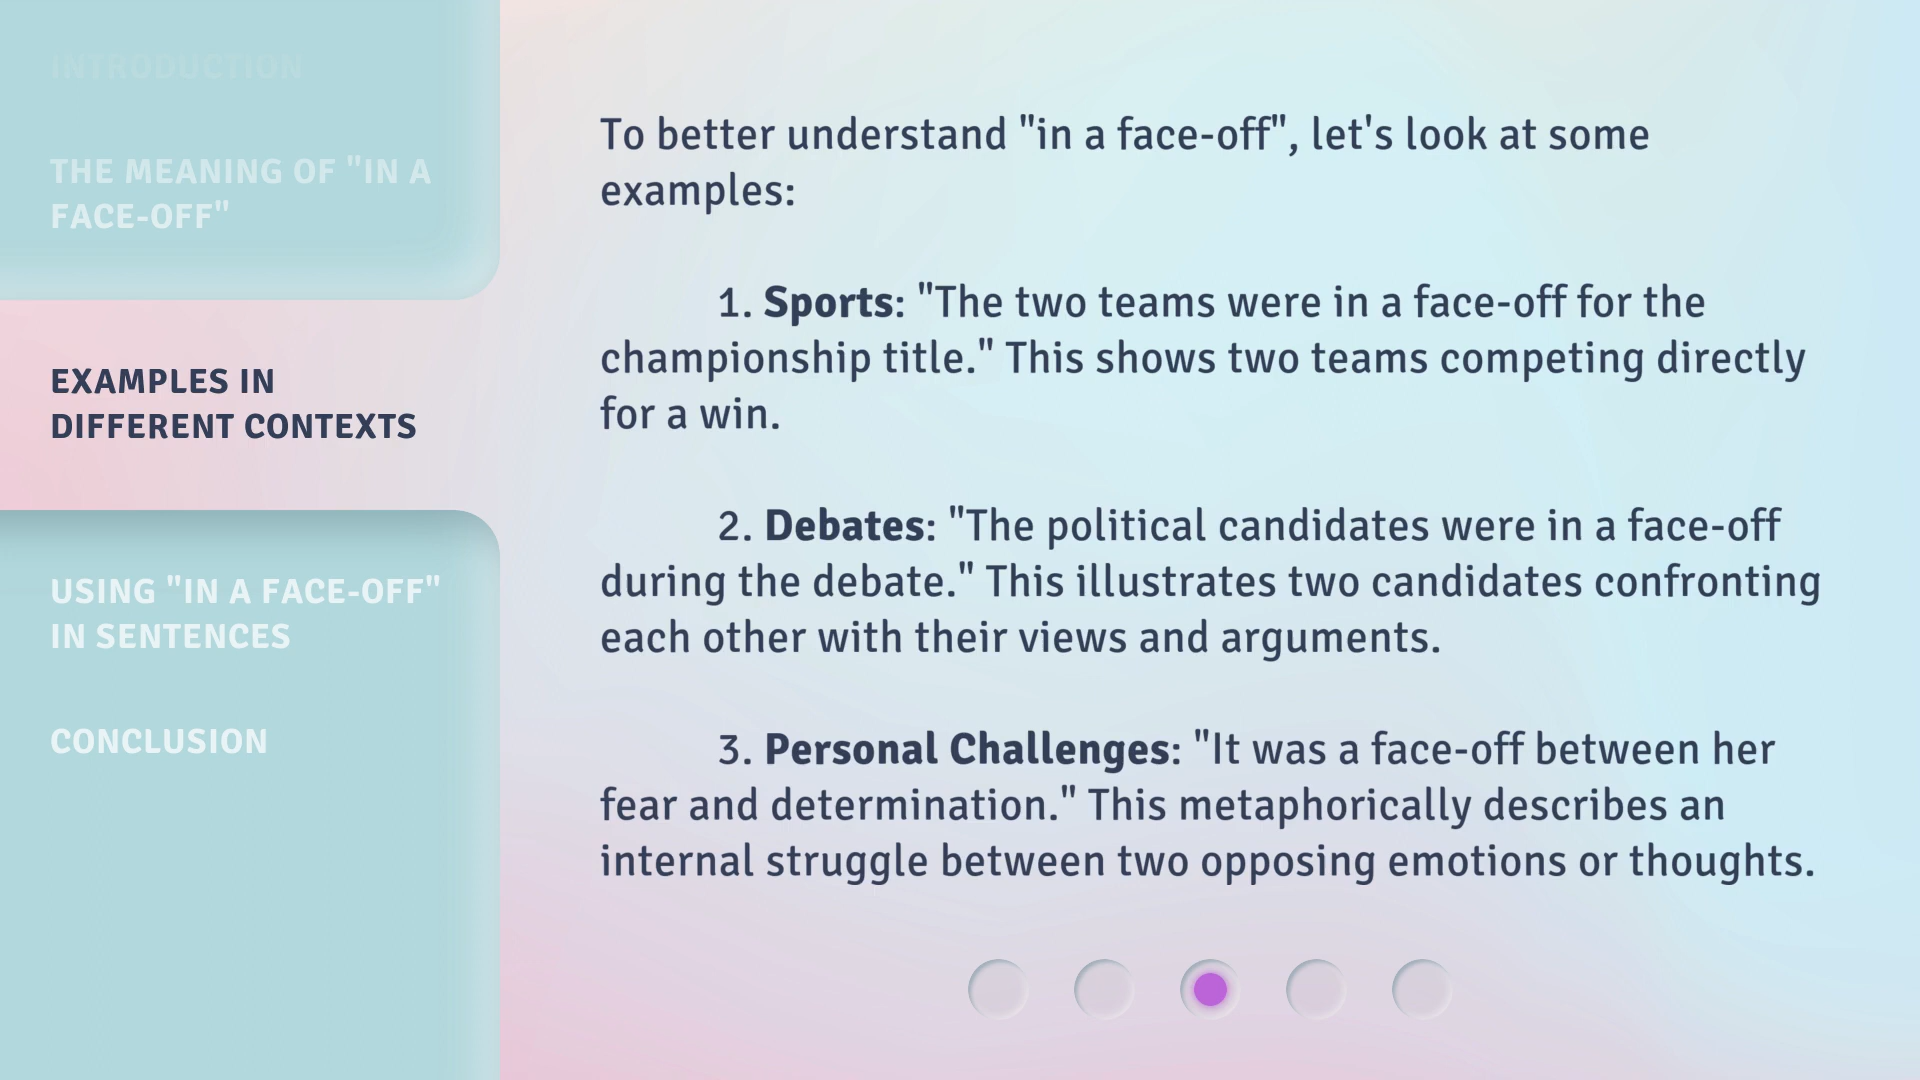 INTRODUCTION
THE MEANING OF "IN A
FACE-OFF"
EXAMPLES IN
DIFFERENT CONTEXTS
USING "IN A FACE-OFF"
IN SENTENCES
CONCLUSION
To better understand "in a face-off", let's look at some
examples:
1. Sports: "The two teams were in a face-off for the
championship title." This shows two teams competing directly
for a win.
2. Debates: "The political candidates were in a face-off
during the debate." This illustrates two candidates confronting
each other with their views and arguments.
3. Personal Challenges: "It was a face-off between her
fear and determination." This metaphorically describes an
internal struggle between two opposing emotions or thoughts.